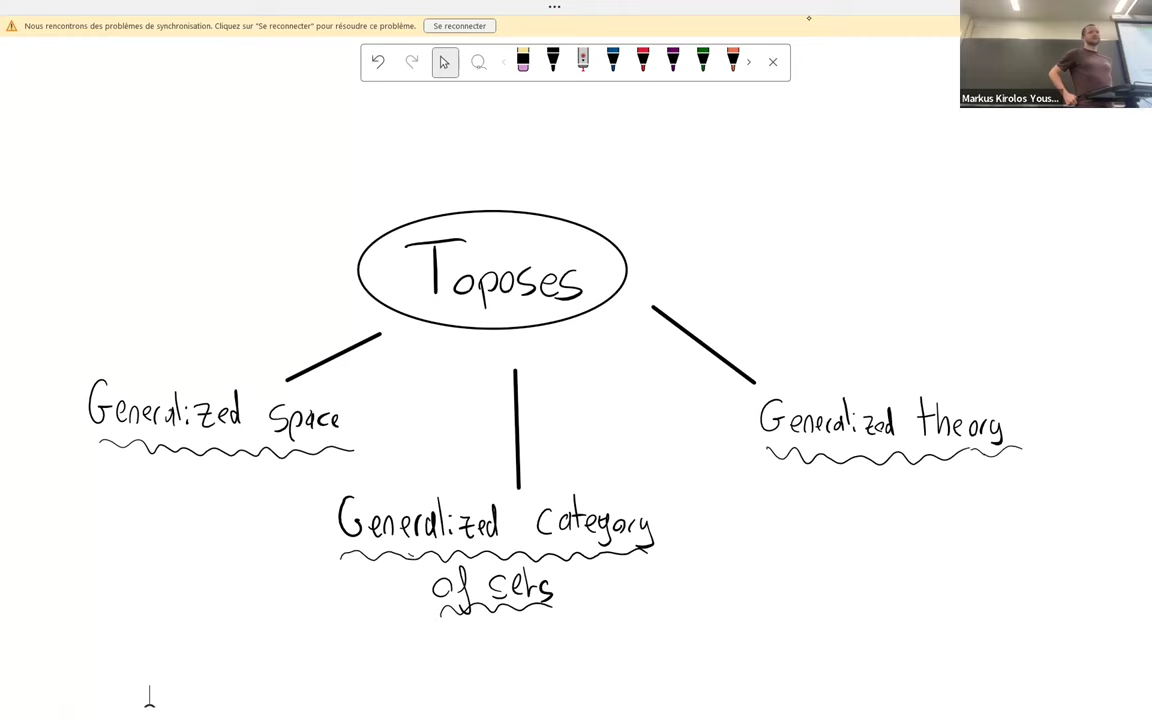 Nous rencontrons des problèmes de synchronisation. Cliquez sur "Se reconnecter" pour résoudre ce problème.
Se reconnecter
Markus Kirolos Yous...
Toposes
Generalized space
Generalized theory
Generalized category
of sets